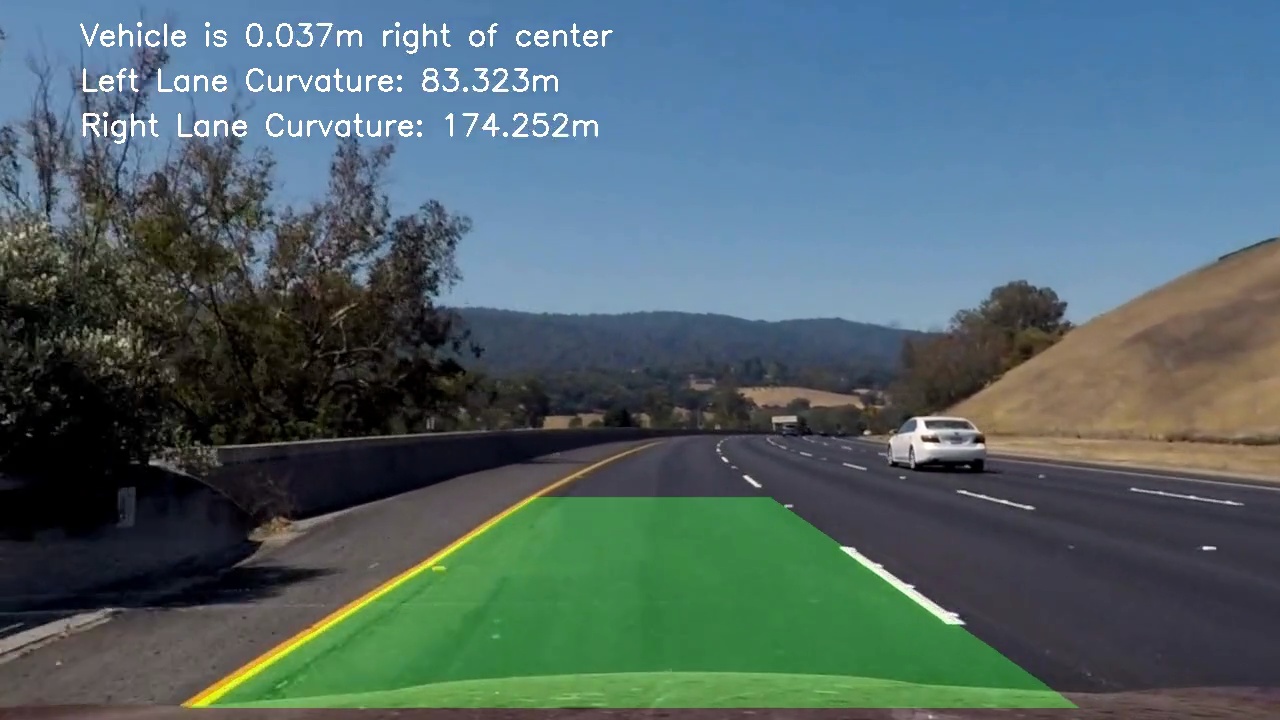 Vehicle is 0.037m right of center
Left Lane Curvature: 83.323m
Right Lane Curvature: 174.252m